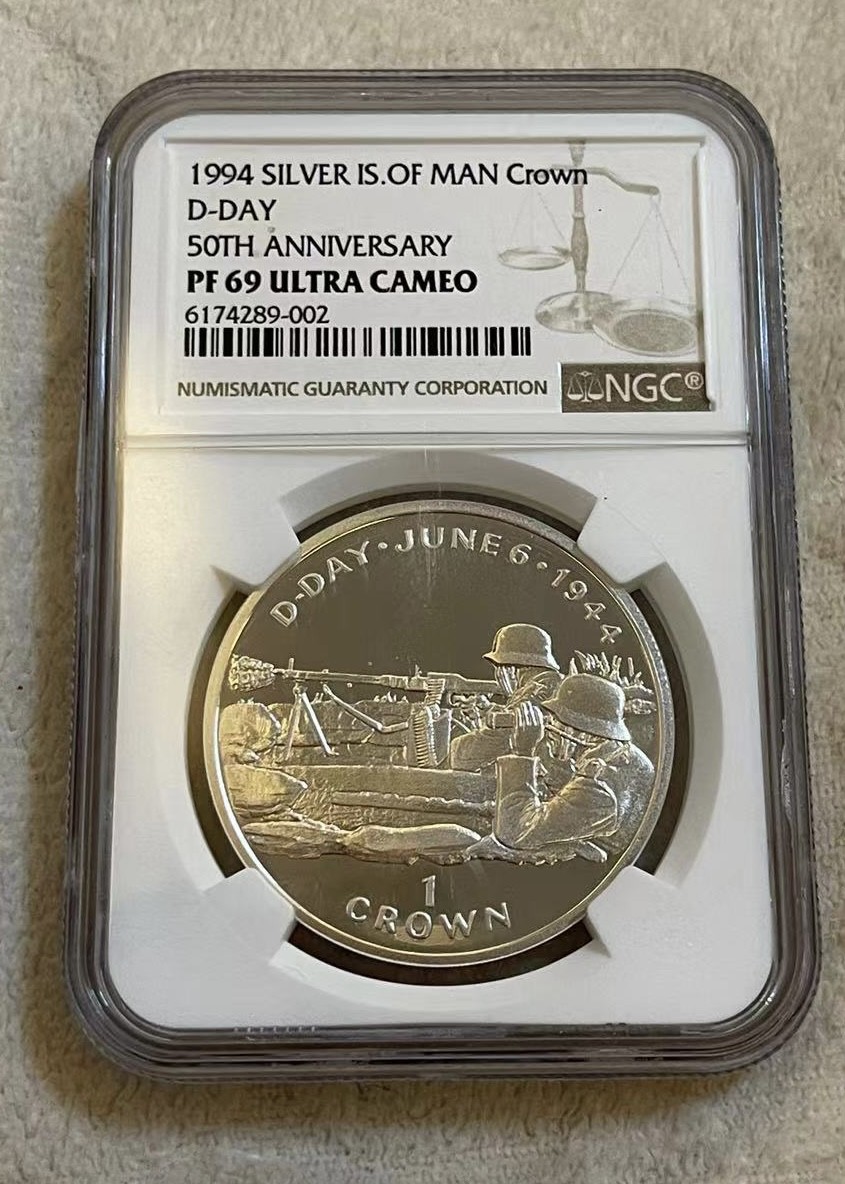 1994 SILVER IS.OF MAN Crown
D-DAY
50TH ANNIVERSARY
PF 69 ULTRA CAMEO
6174289-002
NUMISMATIC GUARANTY CORPORATION
NGC®
D-DAY•JUNE 6•1944
1
CROWN